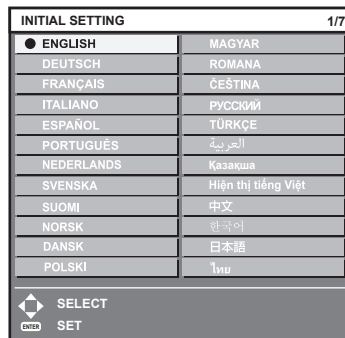 INITIAL SETTING 1/7
ENGLISH
DEUTSCH
FRANÇAIS
ITALIANO
ESPAÑOL
PORTUGUÊS
NEDERLANDS
SVENSKA
SUOMI
NORSK
DANSK
POLSKI
MAGYAR
ROMANA
ČEŠTINA
РУССКИЙ
TÜRKÇE
العربية
Қазақша
Hiện thị tiếng Việt
中文
한국어
日本語
ไทย
SELECT
ENTER SET